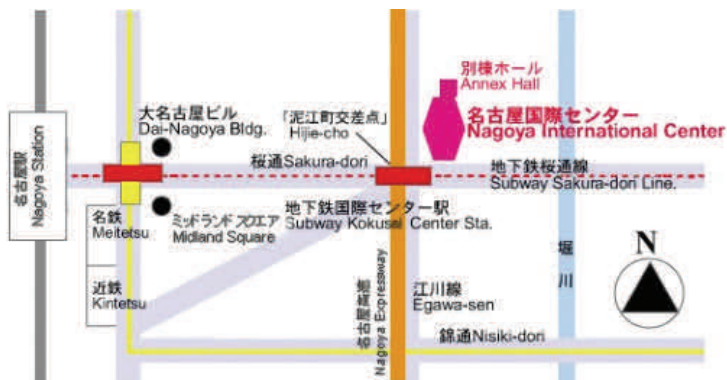 別棟ホール
Annex Hall
名古屋国際センター
Nagoya International Center
大名古屋ビル
Dai-Nagoya Bldg.
「泥江町交差点」
Hijie-cho
桜通Sakura-dori
地下鉄桜通線
Subway Sakura-dori Line.
名古屋駅
Nagoya Station
名鉄
Meitetsu
ミッドランド スクエア
Midland Square
地下鉄国際センター駅
Subway Kokusai Center Sta.
近鉄
Kintetsu
名古屋高速
Nagoya Expressway
江川線
Egawa-sen
堀川
N
錦通Nisiki-dori